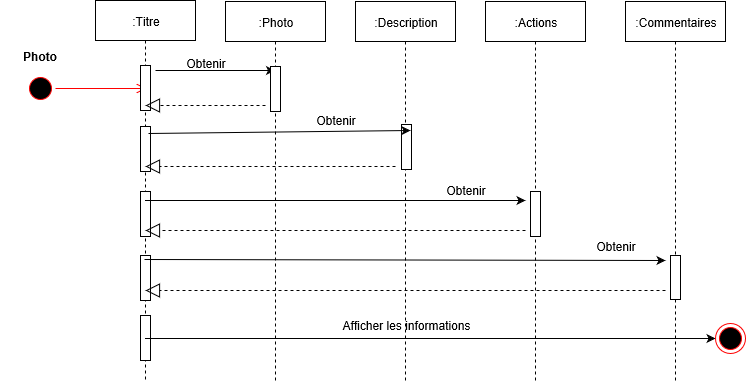 :Titre
:Photo
:Description
:Actions
:Commentaires
Photo
Obtenir
Obtenir
Obtenir
Obtenir
Afficher les informations